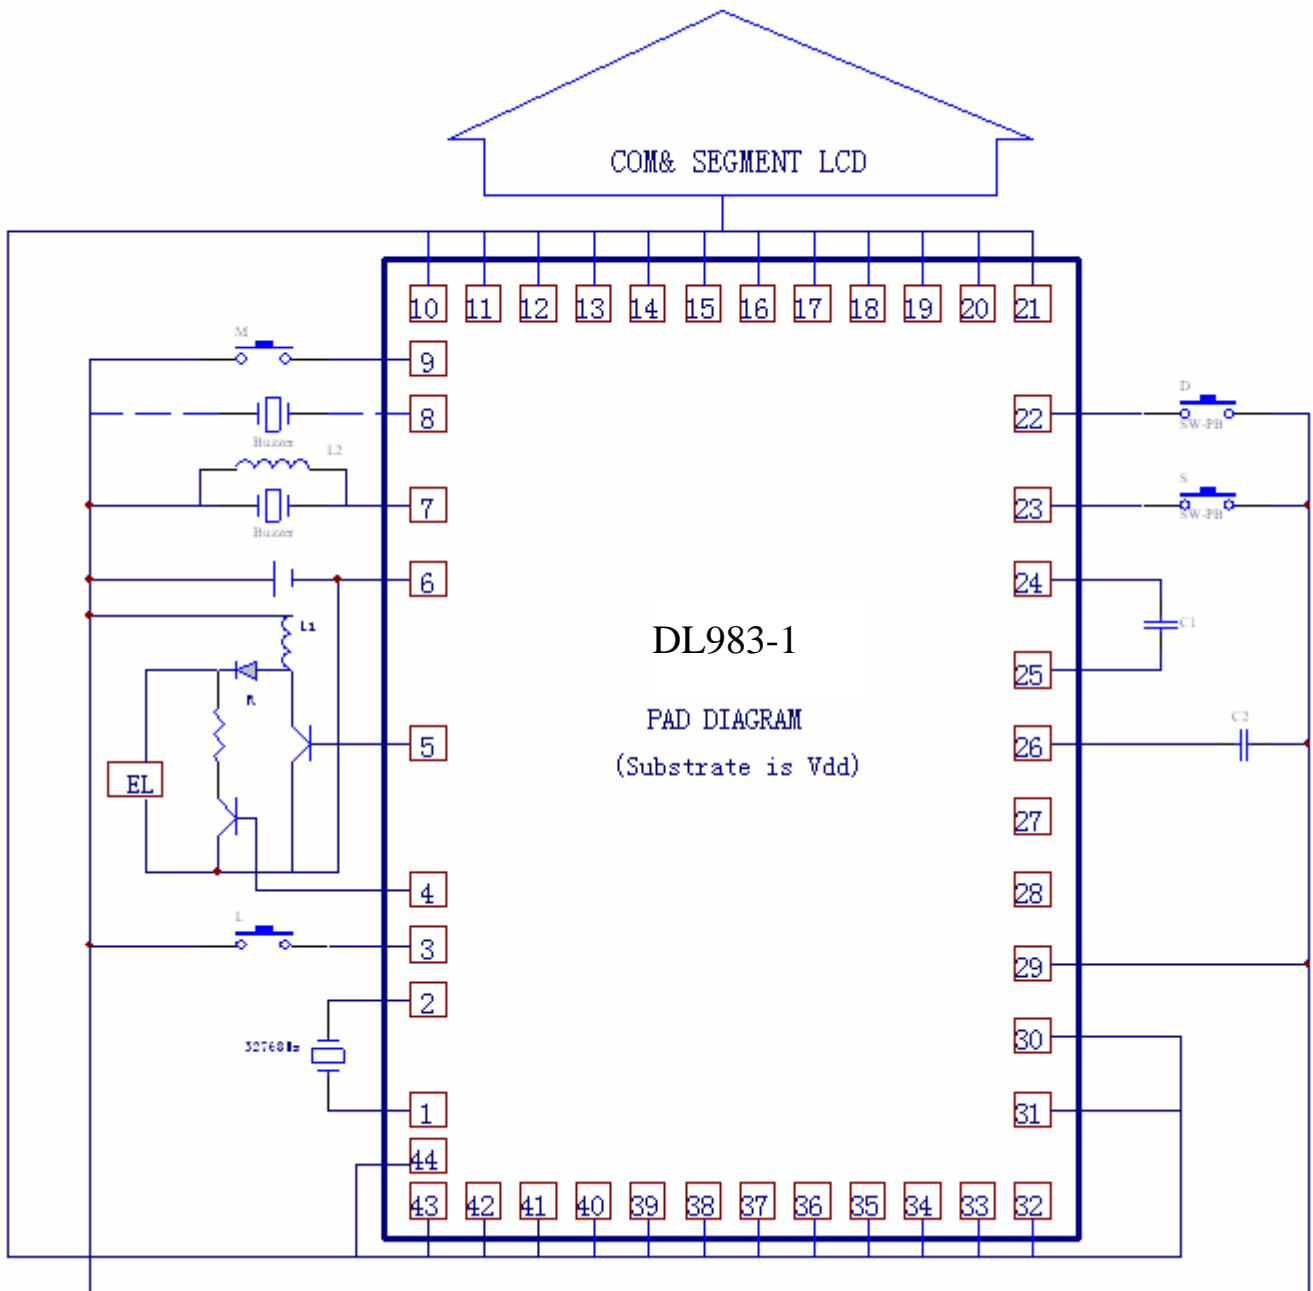 COM& SEGMENT LCD
10 11 12 13 14 15 16 17 18 19 20 21
M
9
8
Buzzer
L2
7
Buzzer
6
L1
R
5
EL
4
L
3
2
32768Hz
1
44
43 42 41 40 39 38 37 36 35 34 33 32
DL983-1
PAD DIAGRAM
(Substrate is Vdd)
22
D
SW-PB
23
S
SW-PB
24
C1
25
26
C2
27
28
29
30
31